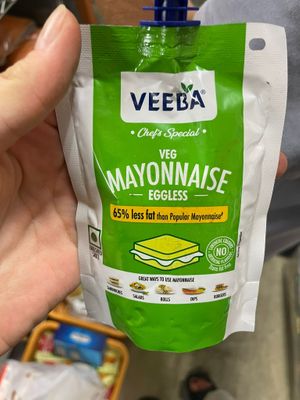 VEEBA
Chef's Special
VEG
MAYONNAISE
EGGLESS
65% less fat than Popular Mayonnaise#
NO
GREAT WAYS TO USE MAYONNAISE
SANDWICHES
SALADS
ROLLS
DIPS
BURGERS